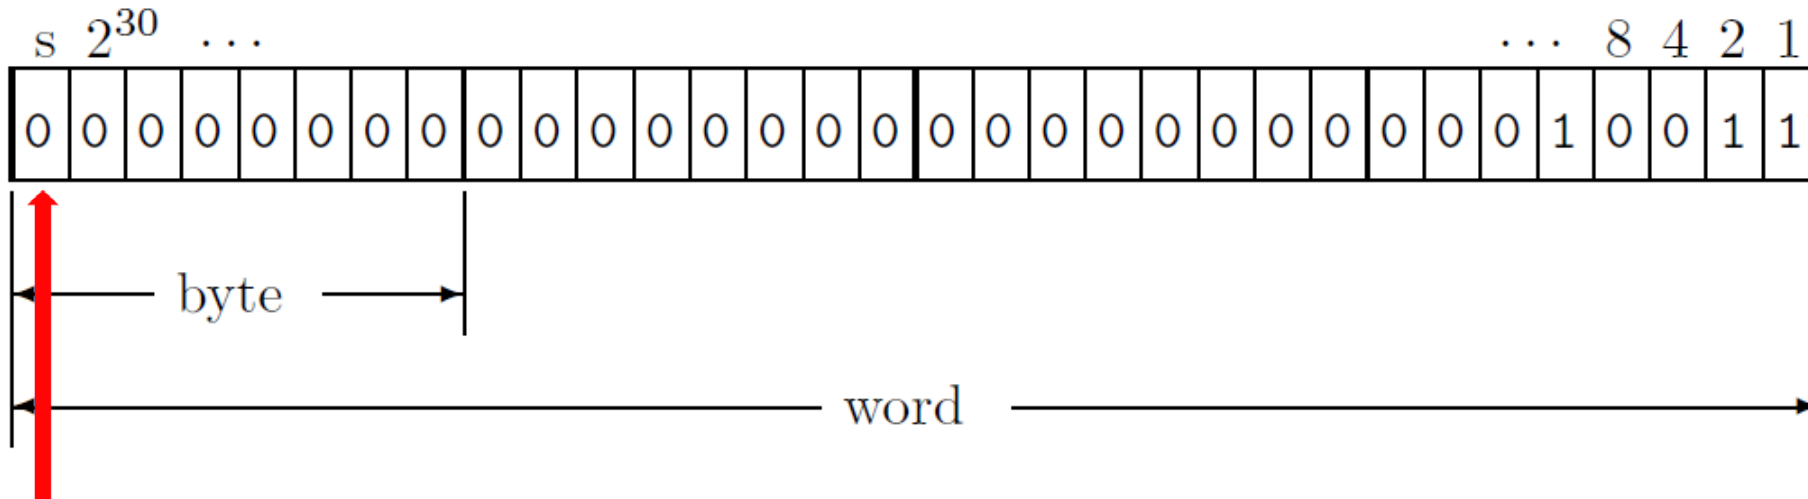 s 2³⁰ ··· ··· 8 4 2 1
0 0 0 0 0 0 0 0 0 0 0 0 0 0 0 0 0 0 0 0 0 0 0 0 0 0 0 1 0 0 1 1
byte
word